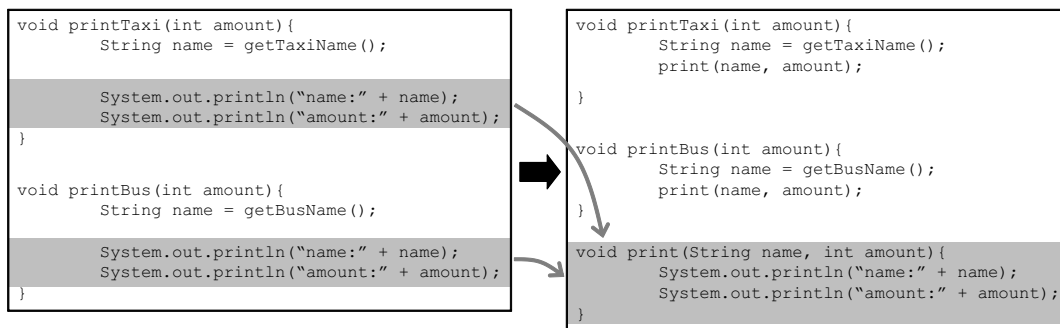 void printTaxi(int amount){
String name = getTaxiName();
System.out.println(“name:” + name);
System.out.println(“amount:” + amount);
}
void printBus(int amount){
String name = getBusName();
System.out.println(“name:” + name);
System.out.println(“amount:” + amount);
}
void printTaxi(int amount){
String name = getTaxiName();
print(name, amount);
}
void printBus(int amount){
String name = getBusName();
print(name, amount);
}
void print(String name, int amount){
System.out.println(“name:” + name);
System.out.println(“amount:” + amount);
}